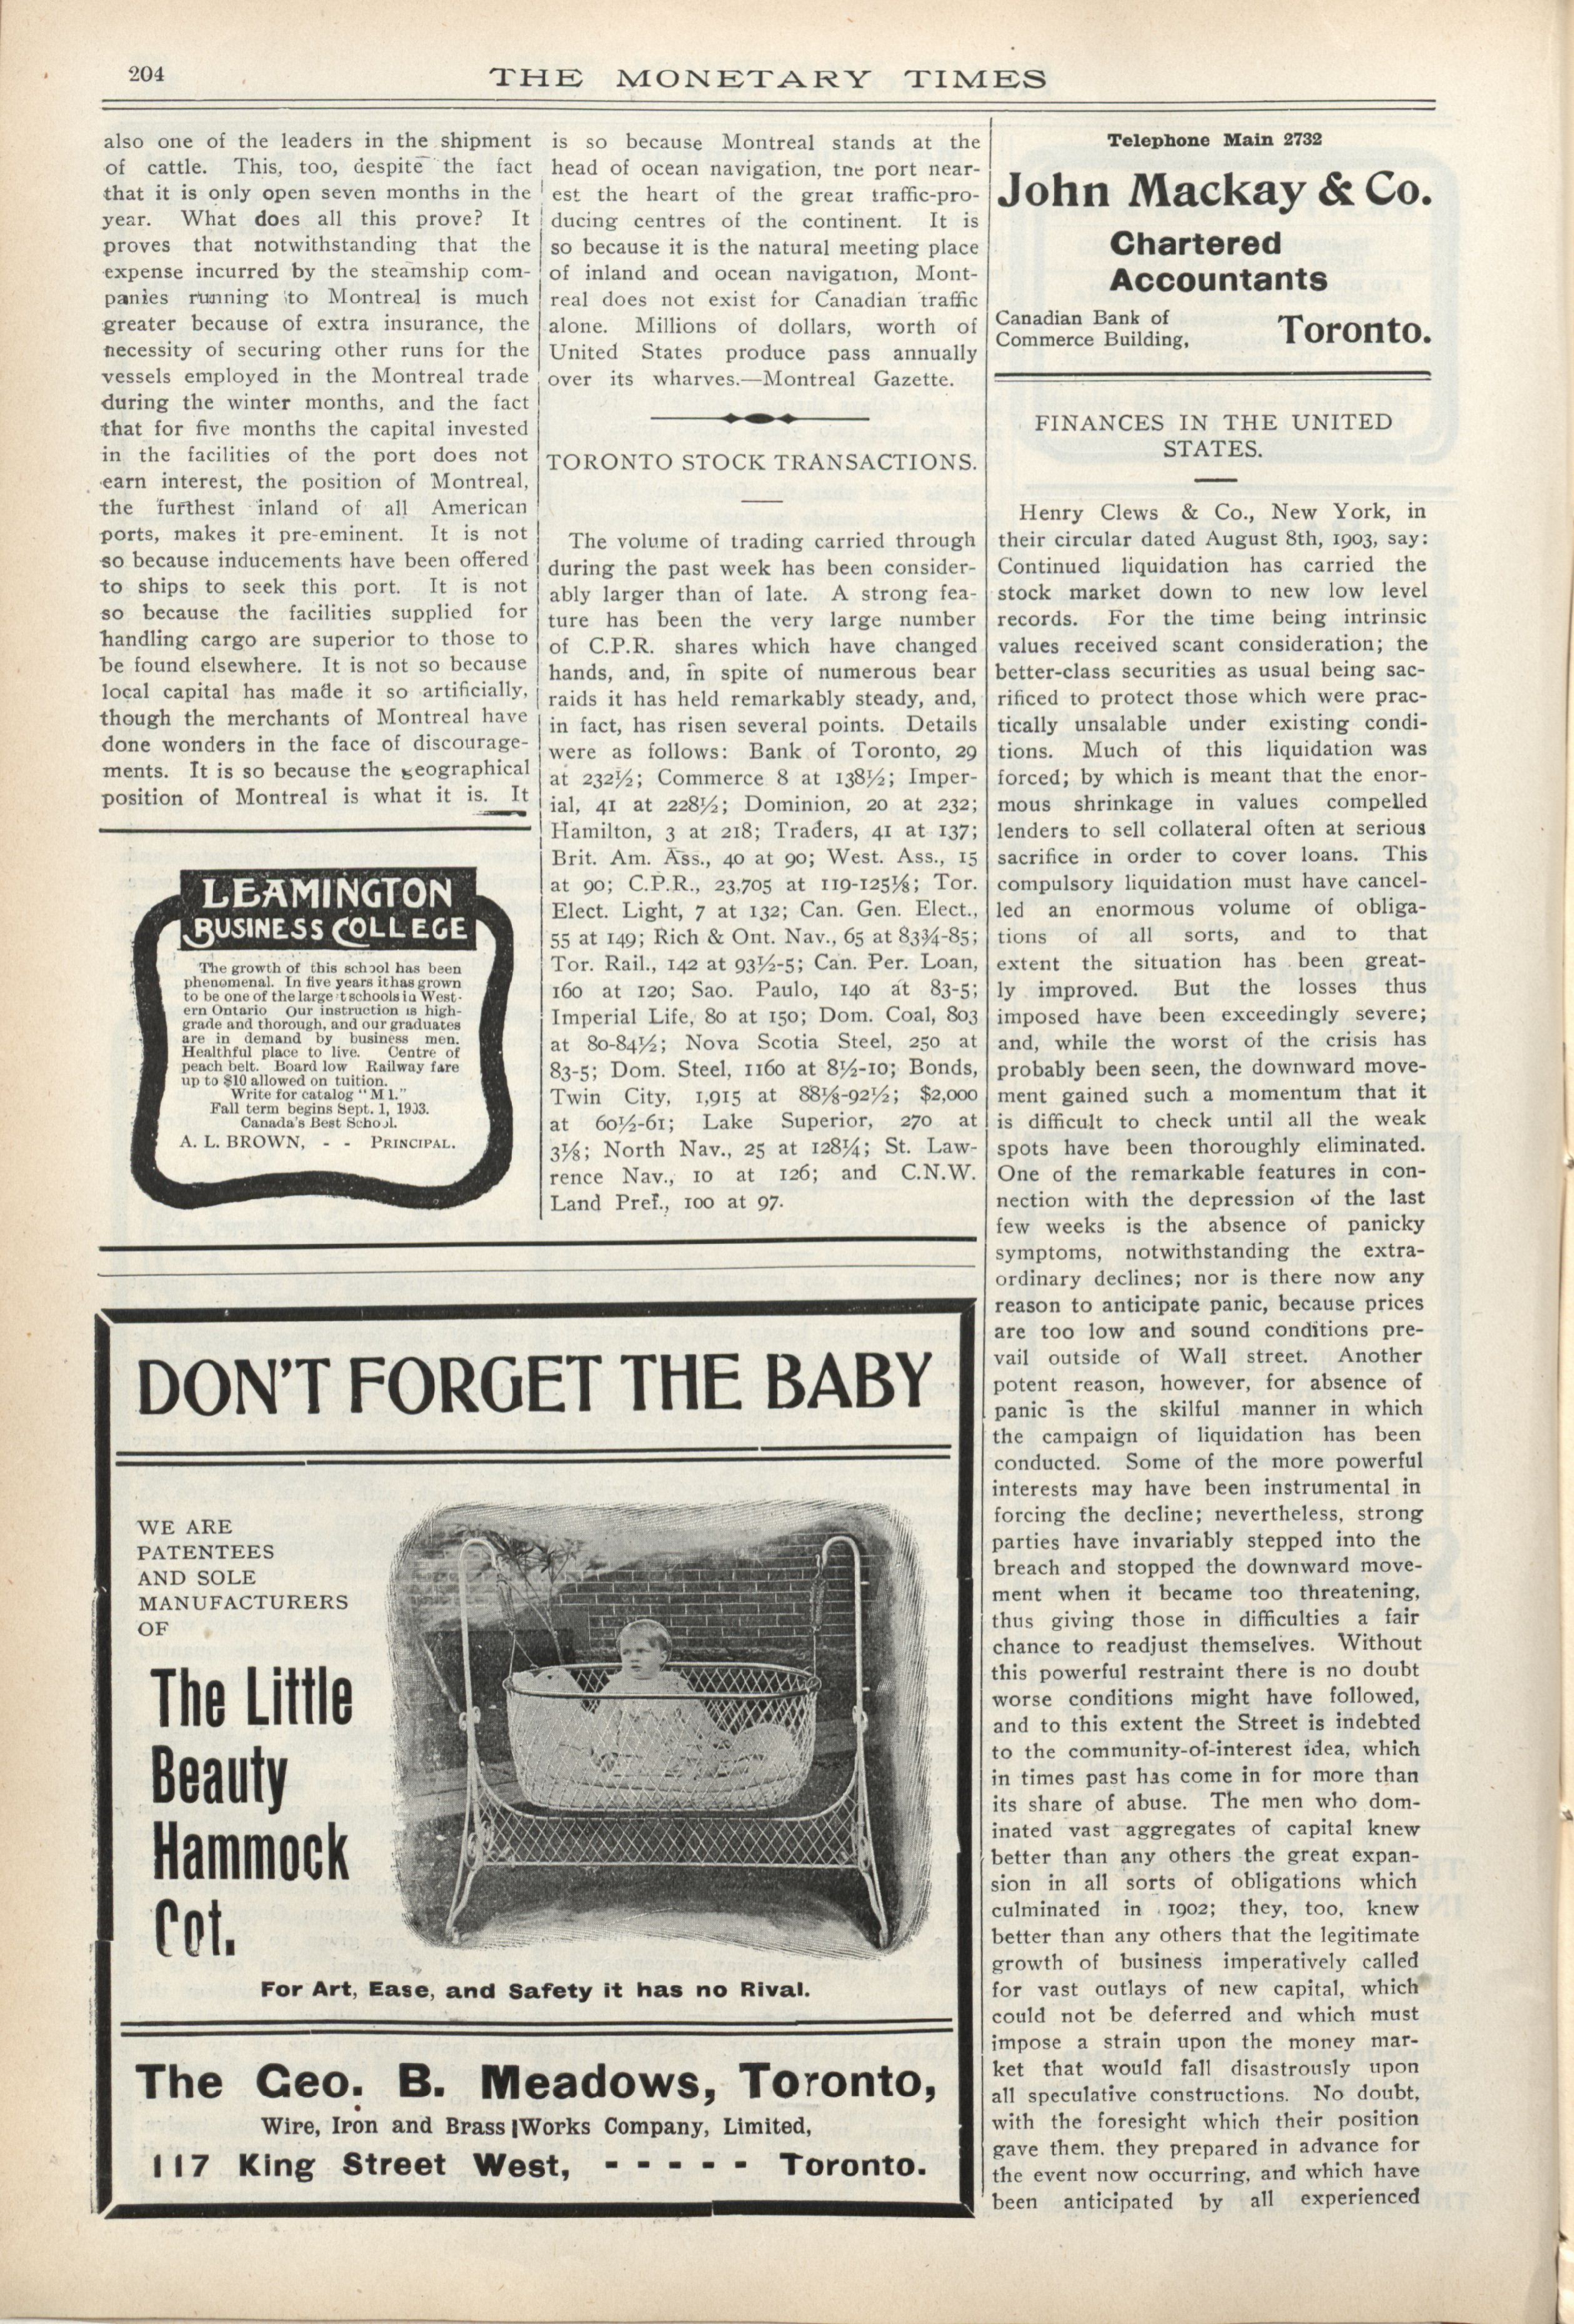 204
THE MONETARY TIMES
also one of the leaders in the shipment
of cattle. This, too, despite the fact
that it is only open seven months in the
year. What does all this prove? It
proves that notwithstanding that the
expense incurred by the steamship com-
panies running to Montreal is much
greater because of extra insurance, the
necessity of securing other runs for the
vessels employed in the Montreal trade
during the winter months, and the fact
that for five months the capital invested
in the facilities of the port does not
earn interest, the position of Montreal,
the furthest inland of all American
ports, makes it pre-eminent. It is not
so because inducements have been offered
to ships to seek this port. It is not
so because the facilities supplied for
handling cargo are superior to those to
be found elsewhere. It is not so because
local capital has made it so artificially,
though the merchants of Montreal have
done wonders in the face of discourage-
ments. It is so because the geographical
position of Montreal is what it is. It
LEAMINGTON
BUSINESS COLLEGE
The growth of this school has been
phenomenal. In five years it has grown
to be one of the largest schools in West-
ern Ontario Our instruction is high-
grade and thorough, and our graduates
are in demand by business men.
Healthful place to live. Centre of
peach belt. Board low Railway fare
up to $10 allowed on tuition.
Write for catalog "M 1."
Fall term begins Sept. 1, 1903.
Canada's Best School.
A. L. BROWN, - - PRINCIPAL.
is so because Montreal stands at the
head of ocean navigation, the port near-
est the heart of the great traffic-pro-
ducing centres of the continent. It is
so because it is the natural meeting place
of inland and ocean navigation, Mont-
real does not exist for Canadian traffic
alone. Millions of dollars, worth of
United States produce pass annually
over its wharves.—Montreal Gazette.
TORONTO STOCK TRANSACTIONS.
The volume of trading carried through
during the past week has been consider-
ably larger than of late. A strong fea-
ture has been the very large number
of C.P.R. shares which have changed
hands, and, in spite of numerous bear
raids it has held remarkably steady, and,
in fact, has risen several points. Details
were as follows: Bank of Toronto, 29
at 232½; Commerce 8 at 138½; Imper-
ial, 41 at 228½; Dominion, 20 at 232;
Hamilton, 3 at 218; Traders, 41 at 137;
Brit. Am. Ass., 40 at 90; West. Ass., 15
at 90; C.P.R., 23,705 at 119-125⅛; Tor.
Elect. Light, 7 at 132; Can. Gen. Elect.,
55 at 149; Rich & Ont. Nav., 65 at 83¾-85;
Tor. Rail., 142 at 93½-5; Can. Per. Loan,
160 at 120; Sao. Paulo, 140 at 83-5;
Imperial Life, 80 at 150; Dom. Coal, 803
at 80-84½; Nova Scotia Steel, 250 at
83-5; Dom. Steel, 1160 at 8½-10; Bonds,
Twin City, 1,915 at 88⅛-92½; $2,000
at 60½-61; Lake Superior, 270 at
3⅛; North Nav., 25 at 128¼; St. Law-
rence Nav., 10 at 126; and C.N.W.
Land Pref., 100 at 97.
DON'T FORGET THE BABY
WE ARE
PATENTEES
AND SOLE
MANUFACTURERS
OF
The Little
Beauty
Hammock
Cot.
For Art, Ease, and Safety it has no Rival.
The Geo. B. Meadows, Toronto,
Wire, Iron and Brass Works Company, Limited,
117 King Street West, - - - - - Toronto.
Telephone Main 2732
John Mackay & Co.
Chartered
Accountants
Canadian Bank of
Commerce Building,
Toronto.
FINANCES IN THE UNITED
STATES.
Henry Clews & Co., New York, in
their circular dated August 8th, 1903, say:
Continued liquidation has carried the
stock market down to new low level
records. For the time being intrinsic
values received scant consideration; the
better-class securities as usual being sac-
rificed to protect those which were prac-
tically unsalable under existing condi-
tions. Much of this liquidation was
forced; by which is meant that the enor-
mous shrinkage in values compelled
lenders to sell collateral often at serious
sacrifice in order to cover loans. This
compulsory liquidation must have cancel-
led an enormous volume of obliga-
tions of all sorts, and to that
extent the situation has been great-
ly improved. But the losses thus
imposed have been exceedingly severe;
and, while the worst of the crisis has
probably been seen, the downward move-
ment gained such a momentum that it
is difficult to check until all the weak
spots have been thoroughly eliminated.
One of the remarkable features in con-
nection with the depression of the last
few weeks is the absence of panicky
symptoms, notwithstanding the extra-
ordinary declines; nor is there now any
reason to anticipate panic, because prices
are too low and sound conditions pre-
vail outside of Wall street. Another
potent reason, however, for absence of
panic is the skilful manner in which
the campaign of liquidation has been
conducted. Some of the more powerful
interests may have been instrumental in
forcing the decline; nevertheless, strong
parties have invariably stepped into the
breach and stopped the downward move-
ment when it became too threatening,
thus giving those in difficulties a fair
chance to readjust themselves. Without
this powerful restraint there is no doubt
worse conditions might have followed,
and to this extent the Street is indebted
to the community-of-interest idea, which
in times past has come in for more than
its share of abuse. The men who dom-
inated vast aggregates of capital knew
better than any others the great expan-
sion in all sorts of obligations which
culminated in 1902; they, too, knew
better than any others that the legitimate
growth of business imperatively called
for vast outlays of new capital, which
could not be deferred and which must
impose a strain upon the money mar-
ket that would fall disastrously upon
all speculative constructions. No doubt,
with the foresight which their position
gave them, they prepared in advance for
the event now occurring, and which have
been anticipated by all experienced